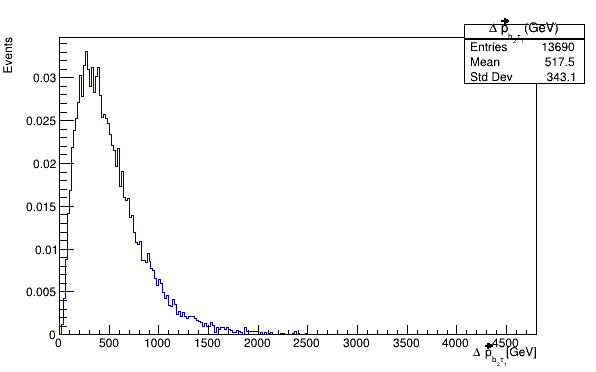 Δ p⃗ b₂τ₁ (GeV)
Entries 13690
Mean 517.5
Std Dev 343.1
Events
0.03
0.025
0.02
0.015
0.01
0.005
0
0 500 1000 1500 2000 2500 3000 3500 4000 4500
Δ p⃗ b₂τ₁ [GeV]